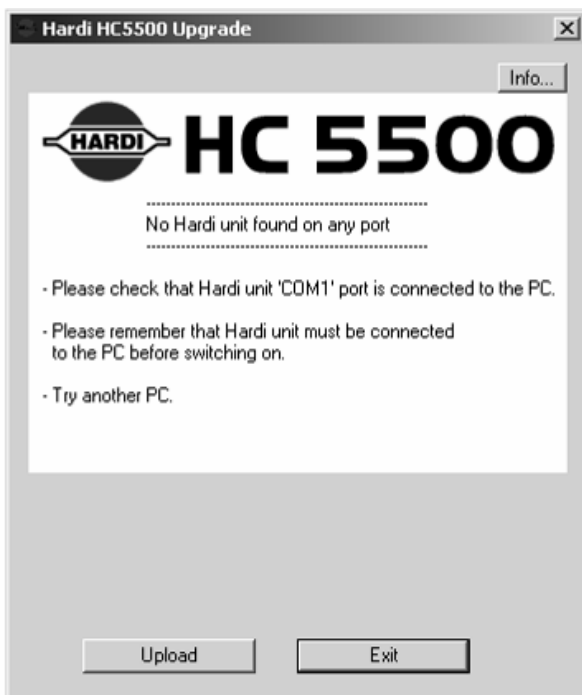 Hardi HC5500 Upgrade
Info...
HARDI HC 5500
No Hardi unit found on any port
- Please check that Hardi unit 'COM1' port is connected to the PC.
- Please remember that Hardi unit must be connected
to the PC before switching on.
- Try another PC.
Upload Exit